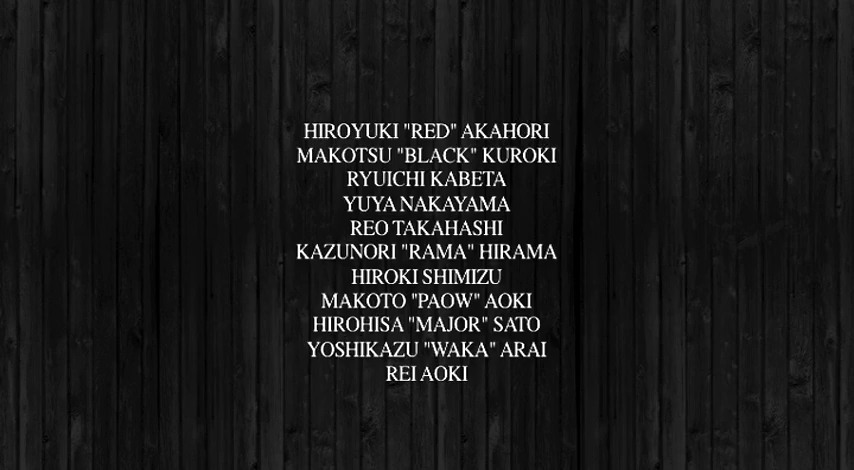 HIROYUKI "RED" AKAHORI
MAKOTSU "BLACK" KUROKI
RYUICHI KABETA
YUYA NAKAYAMA
REO TAKAHASHI
KAZUNORI "RAMA" HIRAMA
HIROKI SHIMIZU
MAKOTO "PAOW" AOKI
HIROHISA "MAJOR" SATO
YOSHIKAZU "WAKA" ARAI
REI AOKI